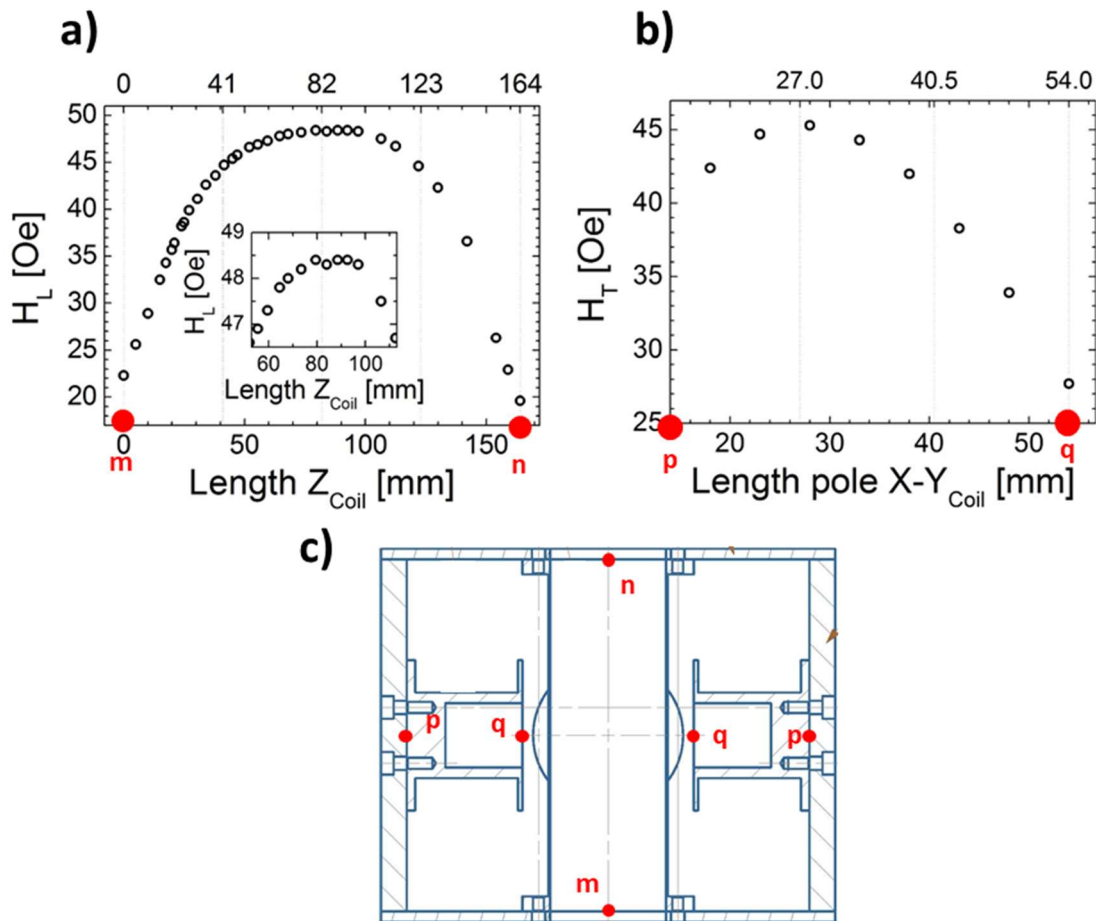 a)
0 41 82 123 164
50
45
40
35
30
25
20
H_L [Oe]
49
48
47
H_L [Oe]
60 80 100
Length Z_Coil [mm]
0 50 100 150
m n
Length Z_Coil [mm]
b)
27.0 40.5 54.0
45
40
35
30
25
H_T [Oe]
p q
20 30 40 50
Length pole X-Y_Coil [mm]
c)
n
p q q p
m